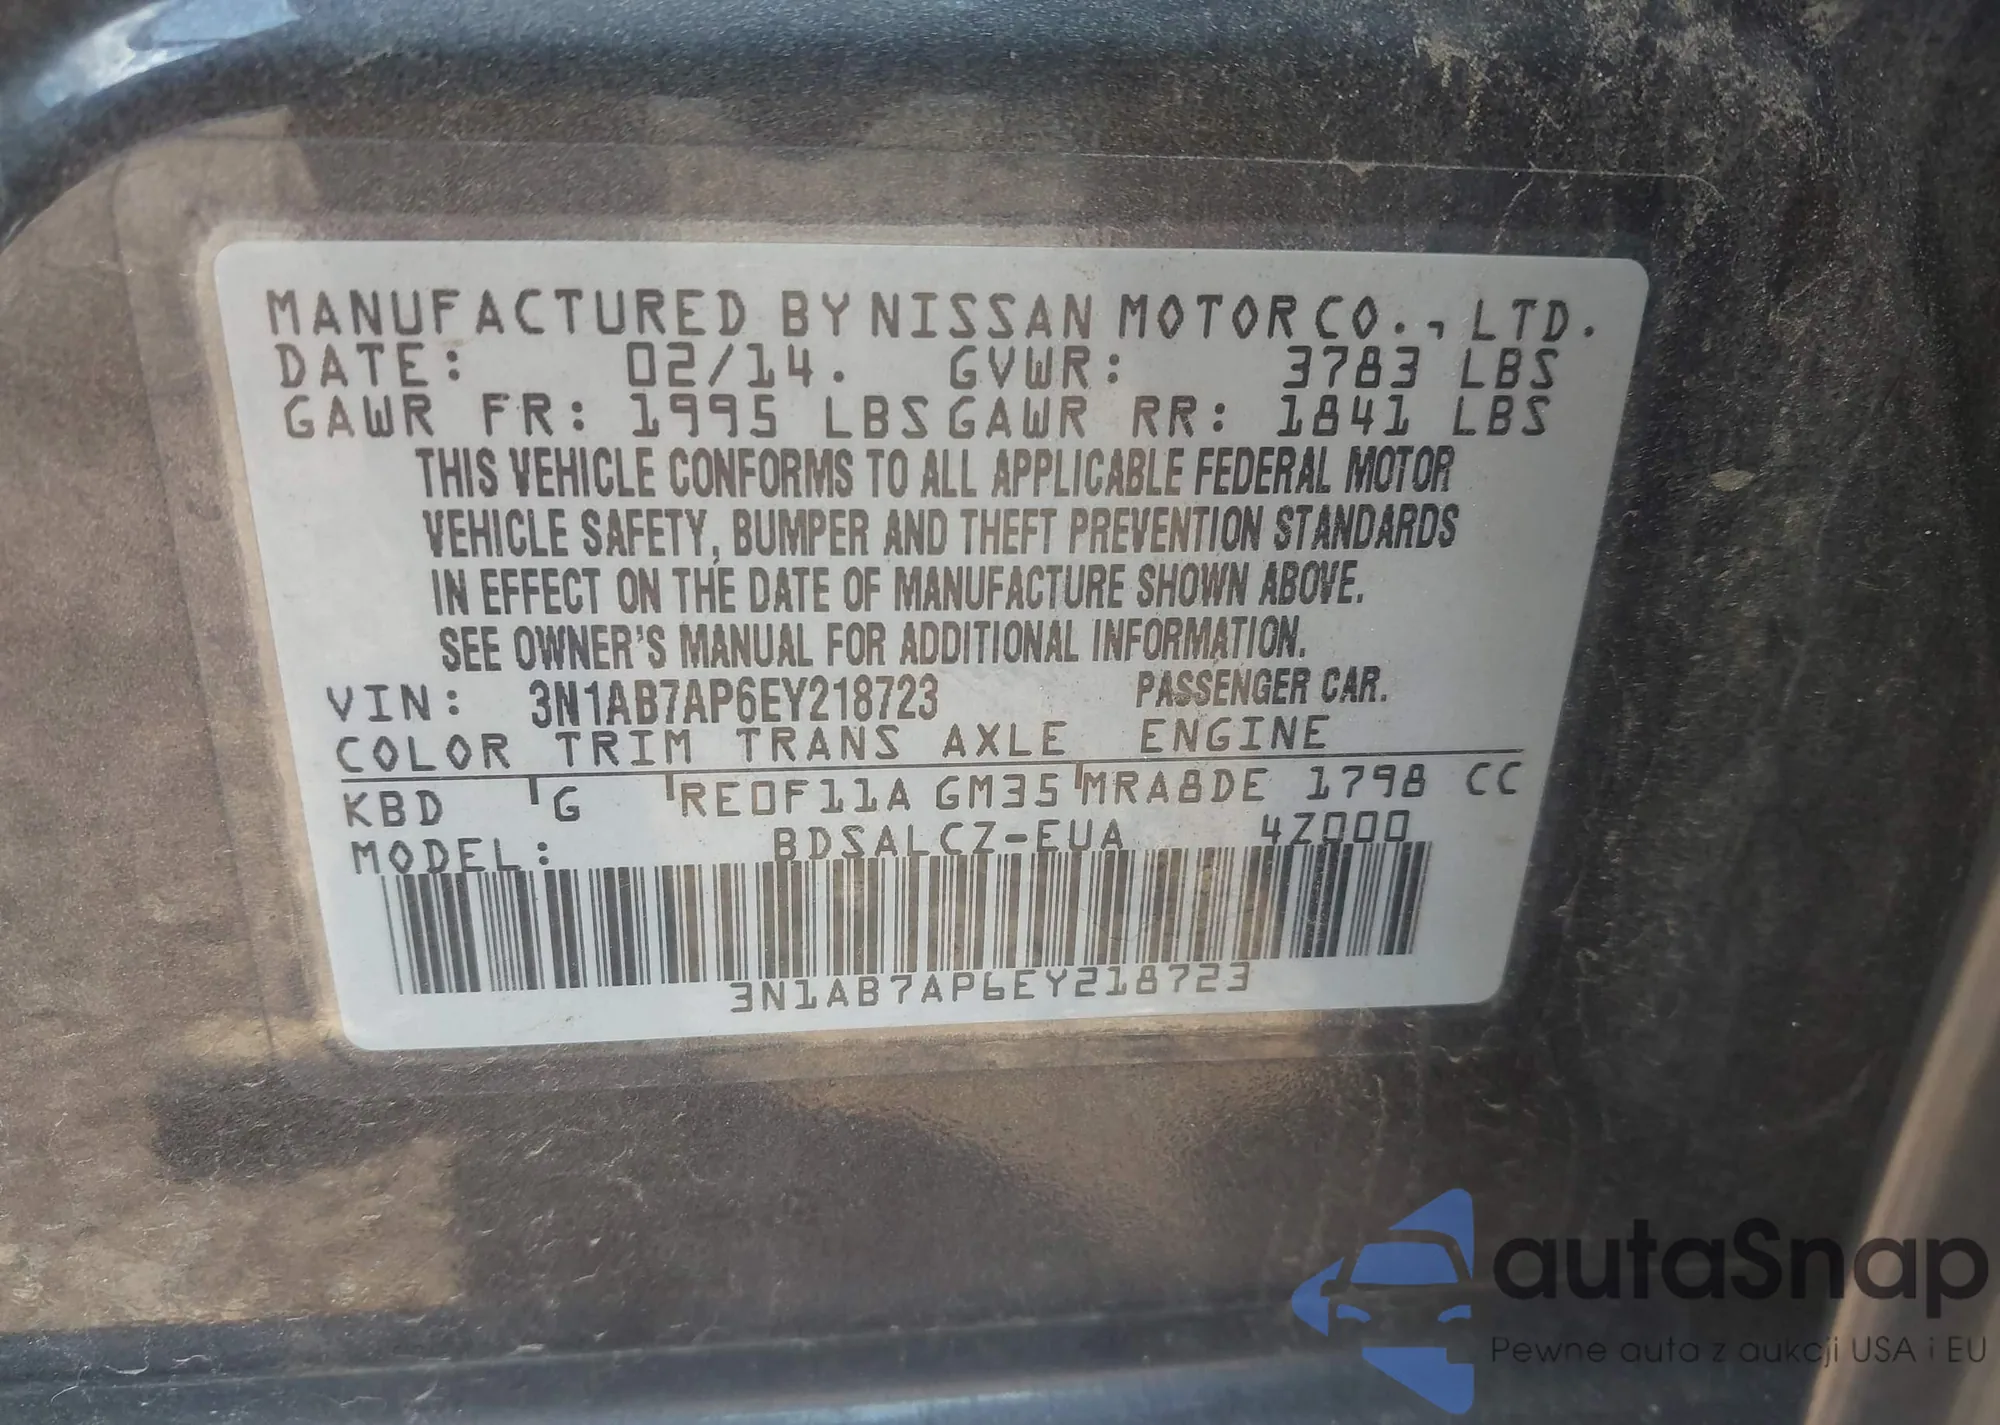 MANUFACTURED BY NISSAN MOTOR CO., LTD.
DATE: 02/14. GVWR: 3783 LBS
GAWR FR: 1995 LBS GAWR RR: 1841 LBS
THIS VEHICLE CONFORMS TO ALL APPLICABLE FEDERAL MOTOR
VEHICLE SAFETY, BUMPER AND THEFT PREVENTION STANDARDS
IN EFFECT ON THE DATE OF MANUFACTURE SHOWN ABOVE.
SEE OWNER'S MANUAL FOR ADDITIONAL INFORMATION.
VIN: 3N1AB7AP6EY218723 PASSENGER CAR.
COLOR TRIM TRANS AXLE ENGINE
KBD G RE0F11A GM35 MRA8DE 1798 CC
MODEL: BDSALCZ-EUA 4Z000
3N1AB7AP6EY218723
autaSnap
Pewne auta z aukcji USA i EU